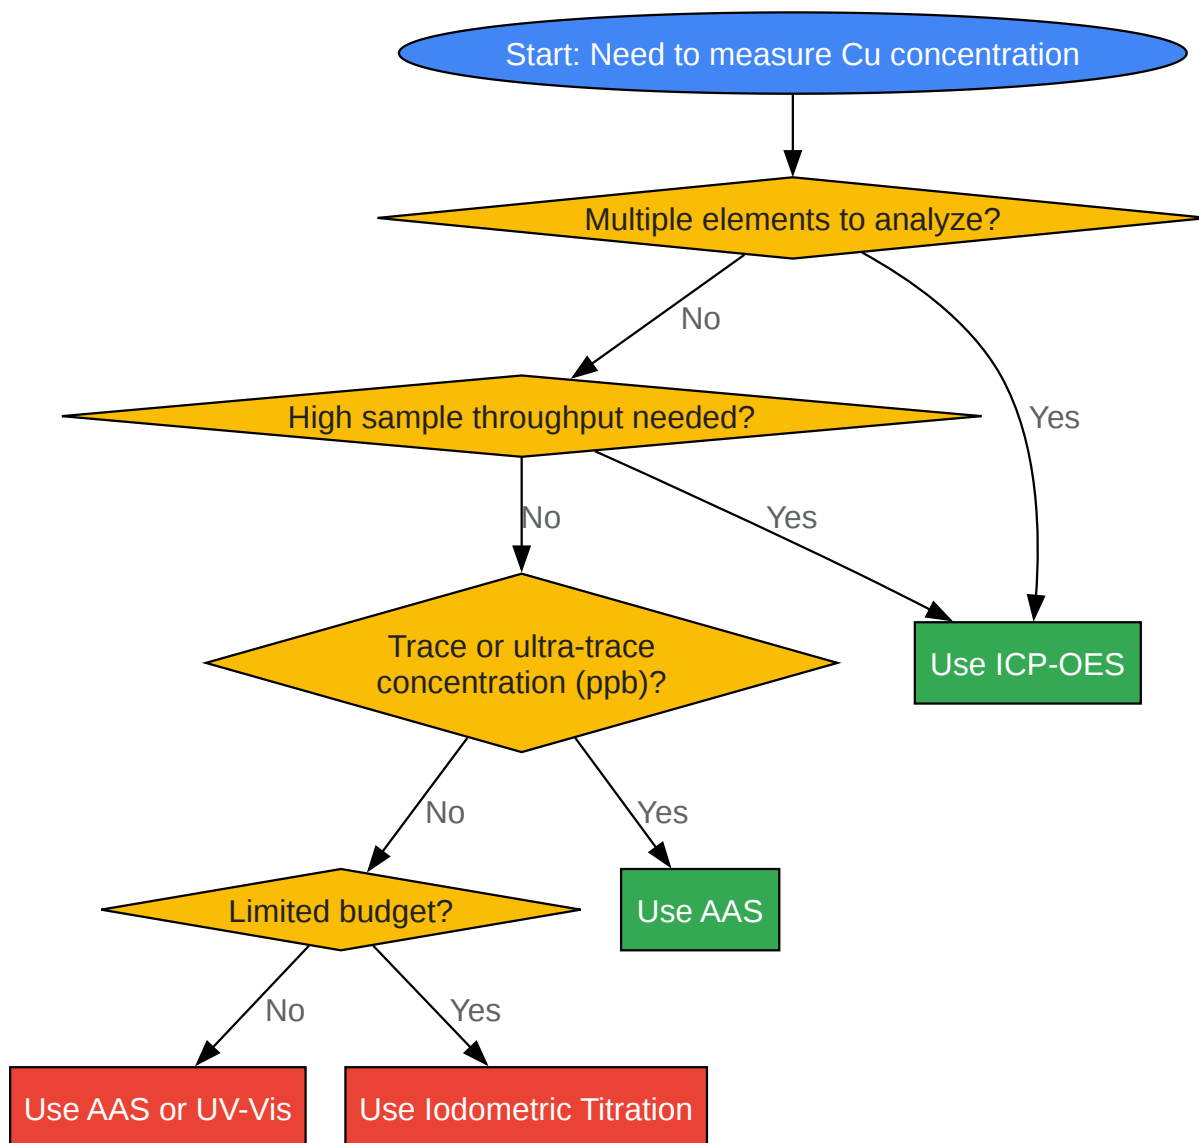 Start: Need to measure Cu concentration
Multiple elements to analyze?
No
Yes
High sample throughput needed?
No
Yes
Trace or ultra-trace
concentration (ppb)?
Use ICP-OES
No
Yes
Limited budget?
Use AAS
No
Yes
Use AAS or UV-Vis
Use Iodometric Titration